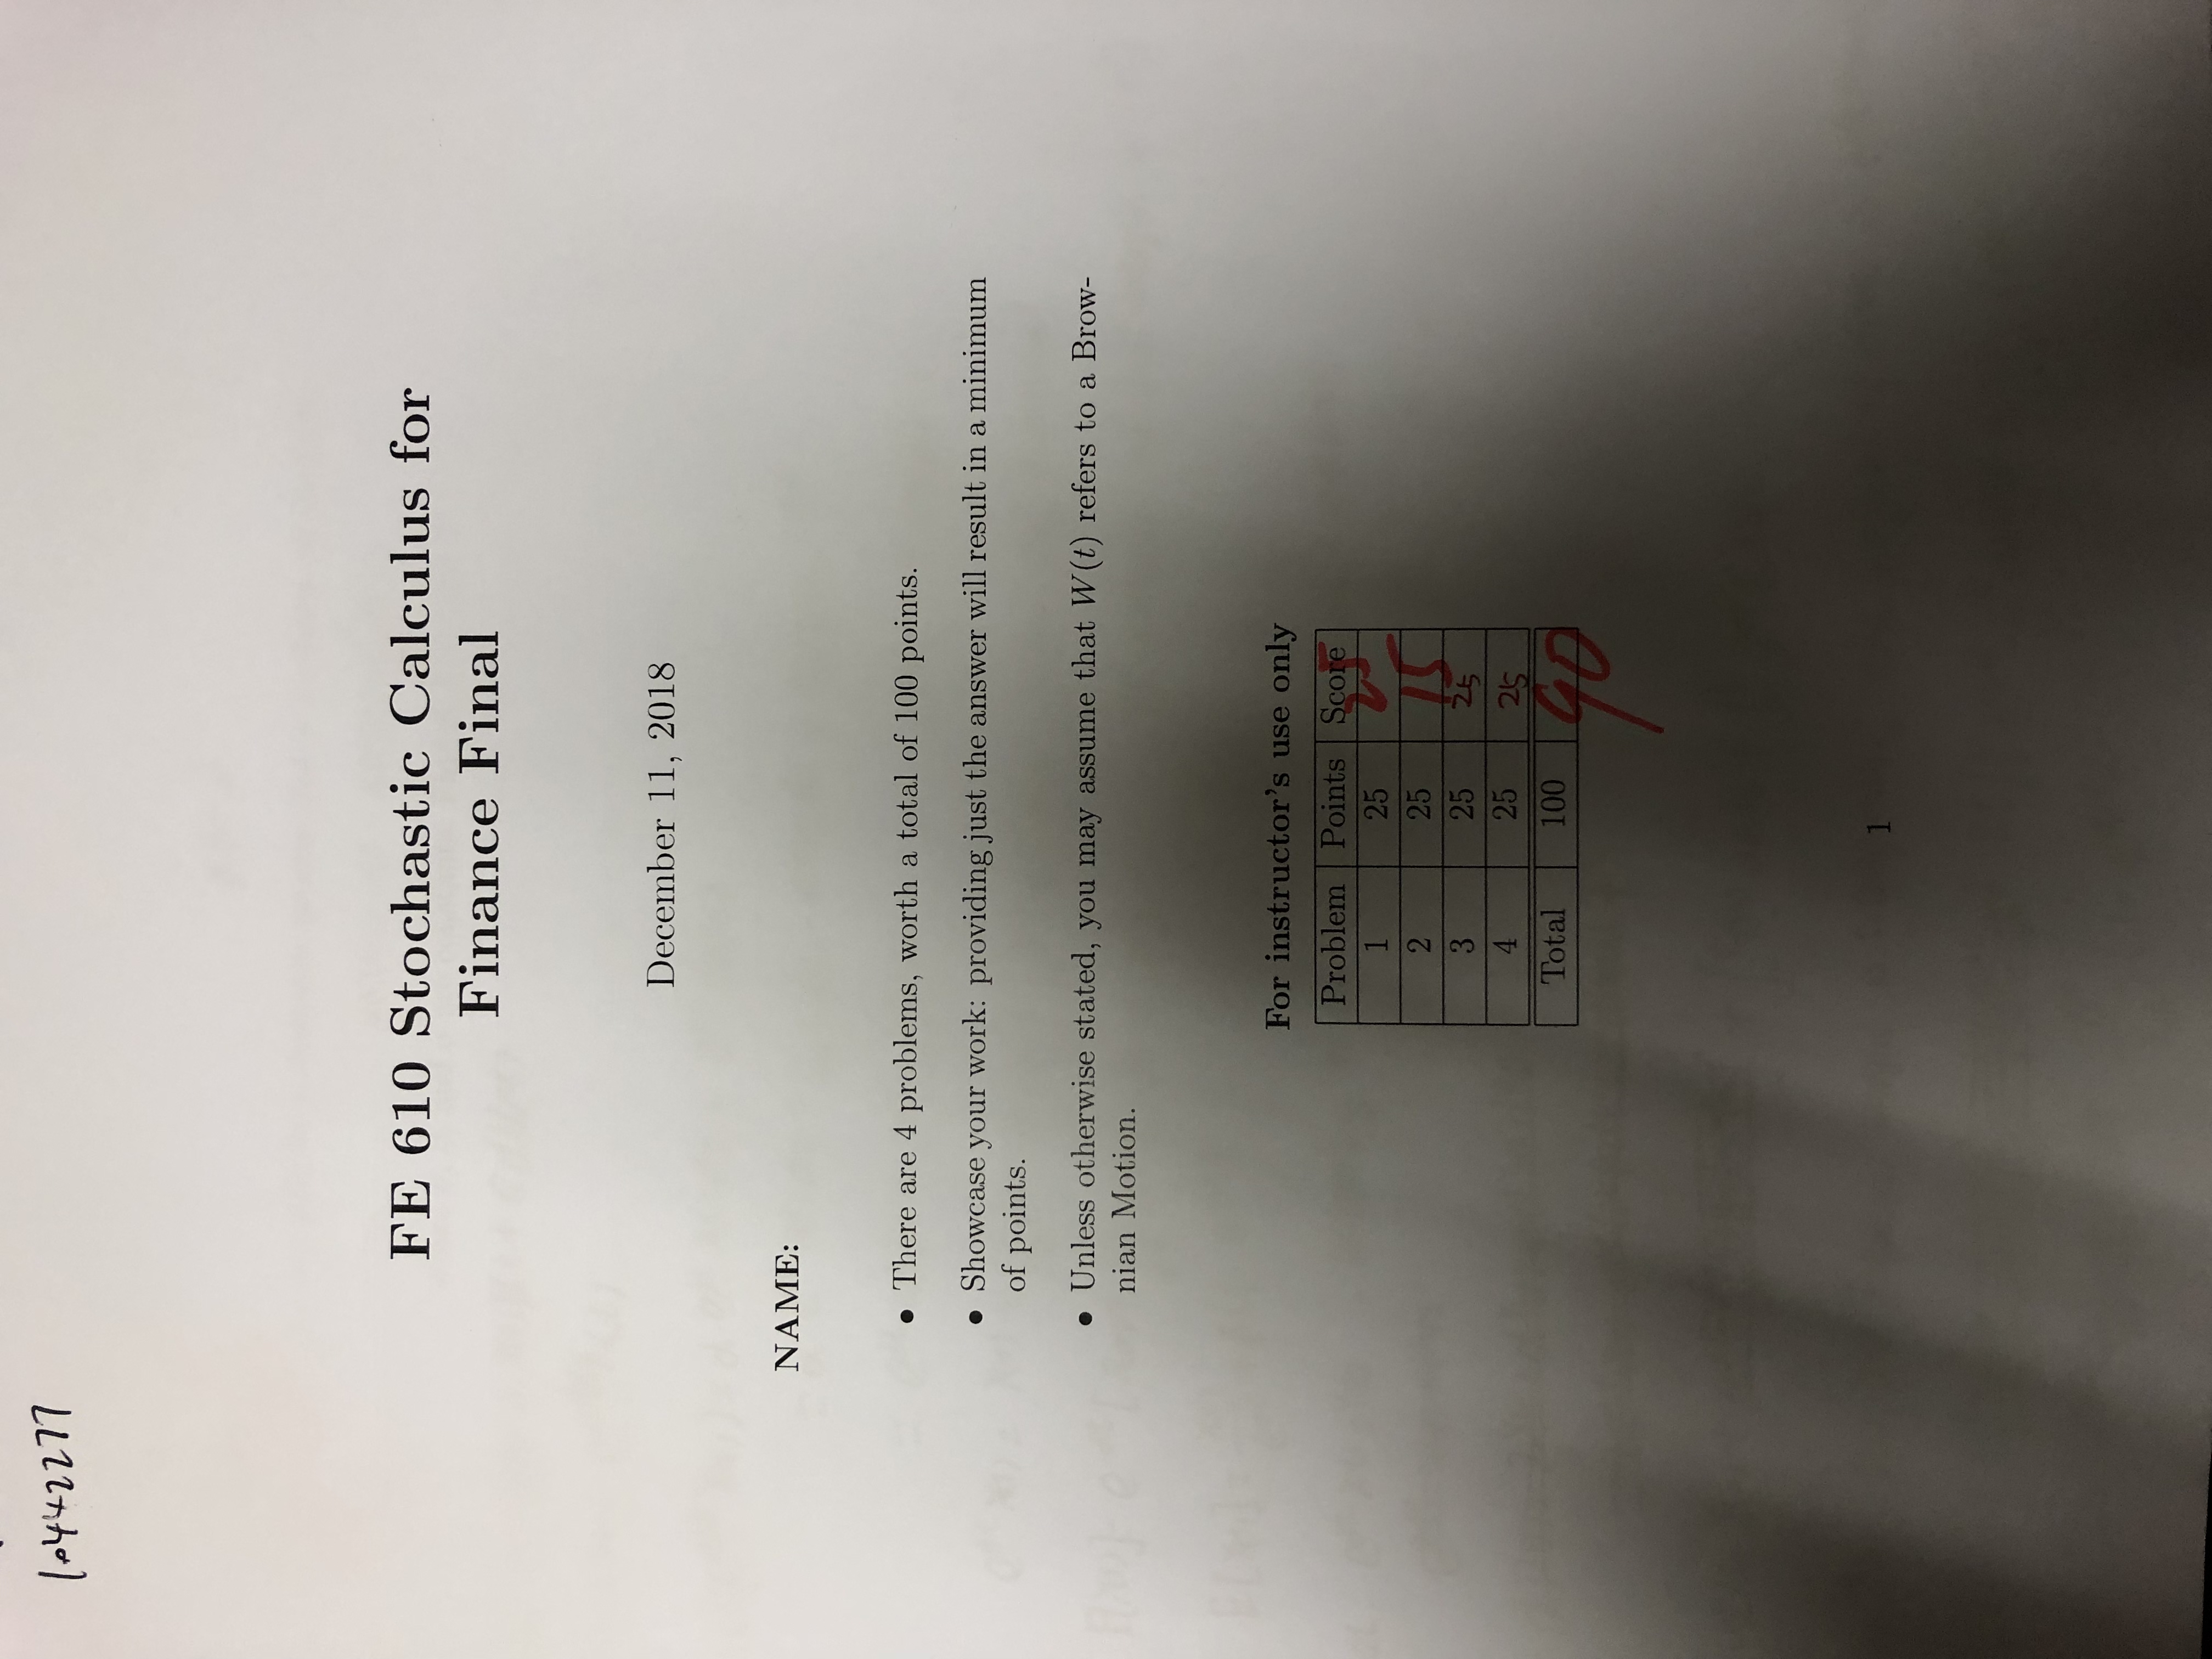 10442277
FE 610 Stochastic Calculus for
Finance Final
December 11, 2018
NAME:
• There are 4 problems, worth a total of 100 points.
• Showcase your work: providing just the answer will result in a minimum
of points.
• Unless otherwise stated, you may assume that W(t) refers to a Brow-
nian Motion.
For instructor's use only
Problem Points Score
1 25 25
2 25 15
3 25 25
4 25 25
Total 100 90
1